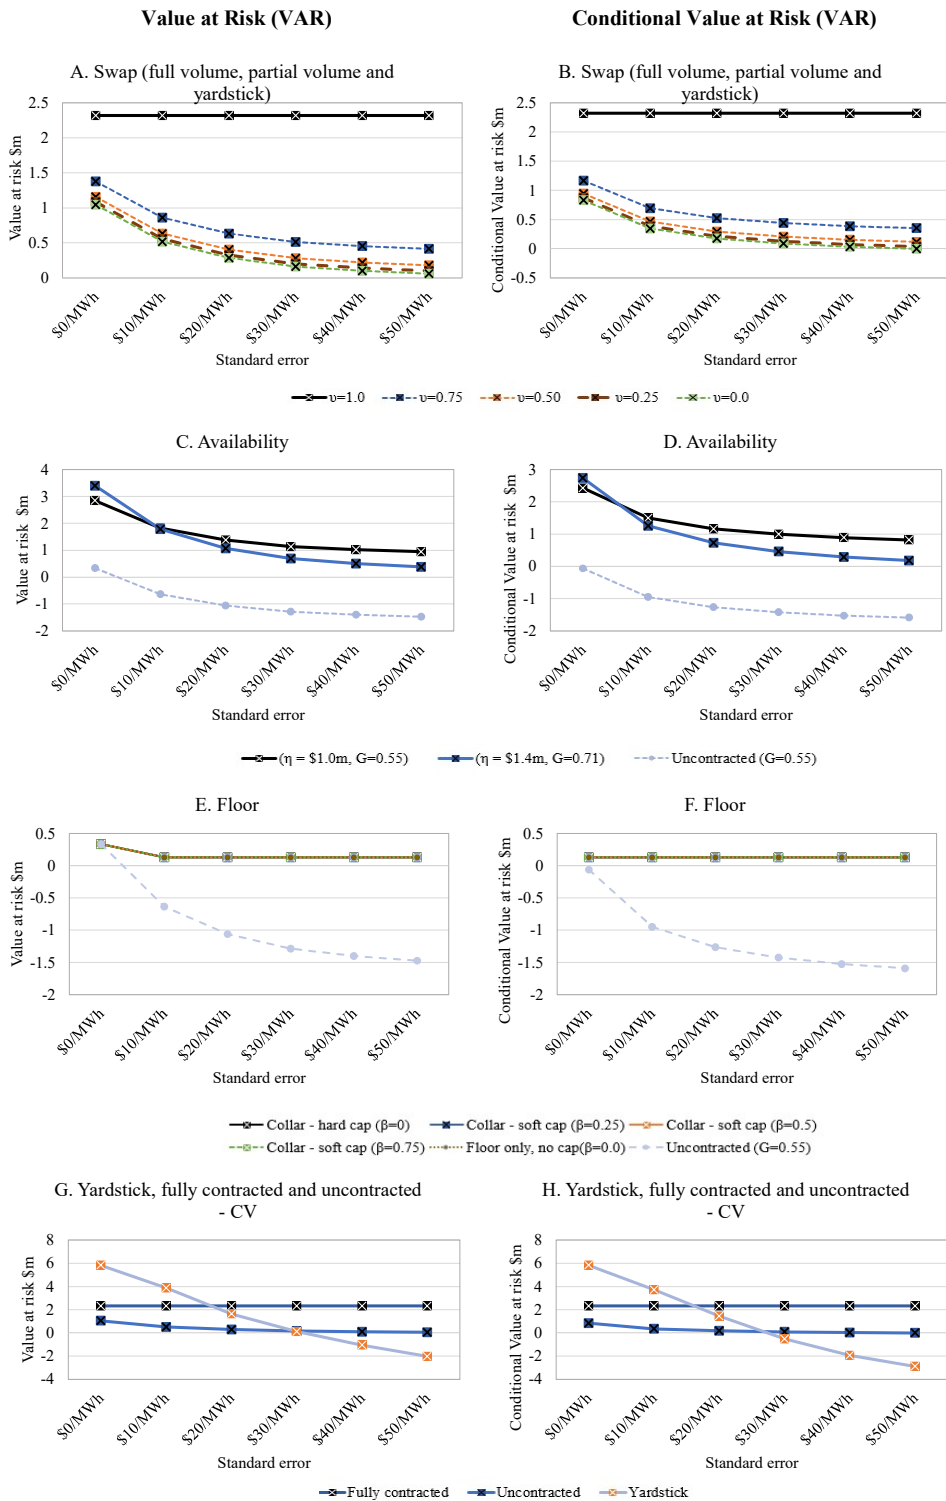 Value at Risk (VAR)
Conditional Value at Risk (VAR)
A. Swap (full volume, partial volume and
yardstick)
2.5
2
1.5
1
0.5
0
Value at risk $m
$0/MWh
$10/MWh
$20/MWh
$30/MWh
$40/MWh
$50/MWh
Standard error
B. Swap (full volume, partial volume and
yardstick)
2.5
2
1.5
1
0.5
0
-0.5
Conditional Value at risk $m
$0/MWh
$10/MWh
$20/MWh
$30/MWh
$40/MWh
$50/MWh
Standard error
υ=1.0
υ=0.75
υ=0.50
υ=0.25
υ=0.0
C. Availability
4
3
2
1
0
-1
-2
Value at risk $m
$0/MWh
$10/MWh
$20/MWh
$30/MWh
$40/MWh
$50/MWh
Standard error
D. Availability
3
2
1
0
-1
-2
Conditional Value at risk $m
$0/MWh
$10/MWh
$20/MWh
$30/MWh
$40/MWh
$50/MWh
Standard error
(η = $1.0m, G=0.55)
(η = $1.4m, G=0.71)
Uncontracted (G=0.55)
E. Floor
0.5
0
-0.5
-1
-1.5
-2
Value at risk $m
$0/MWh
$10/MWh
$20/MWh
$30/MWh
$40/MWh
$50/MWh
Standard error
F. Floor
0.5
0
-0.5
-1
-1.5
-2
Conditional Value at risk $m
$0/MWh
$10/MWh
$20/MWh
$30/MWh
$40/MWh
$50/MWh
Standard error
Collar - hard cap (β=0)
Collar - soft cap (β=0.25)
Collar - soft cap (β=0.5)
Collar - soft cap (β=0.75)
Floor only, no cap(β=0.0)
Uncontracted (G=0.55)
G. Yardstick, fully contracted and uncontracted
- CV
8
6
4
2
0
-2
-4
Value at risk $m
$0/MWh
$10/MWh
$20/MWh
$30/MWh
$40/MWh
$50/MWh
Standard error
H. Yardstick, fully contracted and uncontracted
- CV
8
6
4
2
0
-2
-4
Conditional Value at risk $m
$0/MWh
$10/MWh
$20/MWh
$30/MWh
$40/MWh
$50/MWh
Standard error
Fully contracted
Uncontracted
Yardstick